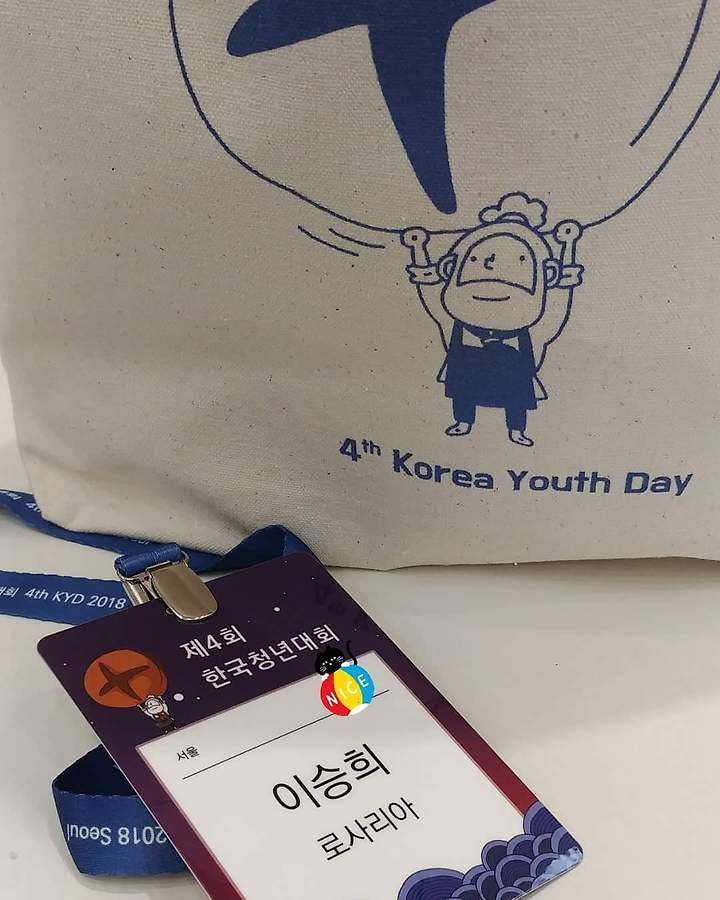 4th Korea Youth Day
4th KYD 2018
제4회
한국청년대회
NICE
서울
이승희
로사리아
2018 Seoul